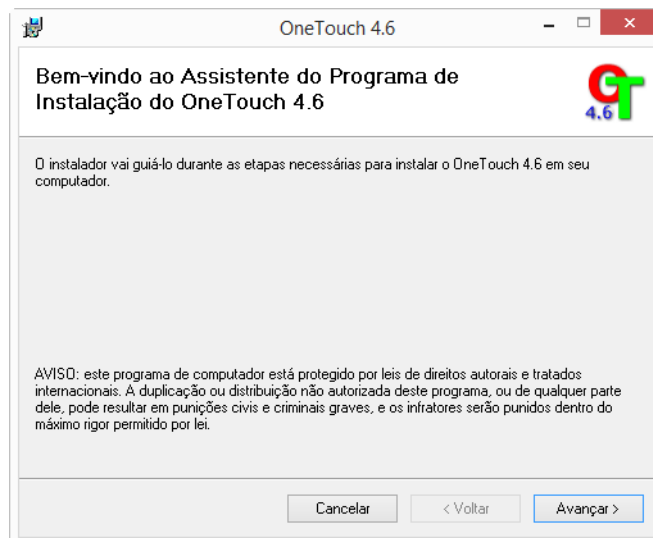 OneTouch 4.6
Bem-vindo ao Assistente do Programa de
Instalação do OneTouch 4.6
OT
4.6
O instalador vai guiá-lo durante as etapas necessárias para instalar o OneTouch 4.6 em seu
computador.
AVISO: este programa de computador está protegido por leis de direitos autorais e tratados
internacionais. A duplicação ou distribuição não autorizada deste programa, ou de qualquer parte
dele, pode resultar em punições civis e criminais graves, e os infratores serão punidos dentro do
máximo rigor permitido por lei.
Cancelar < Voltar Avançar >